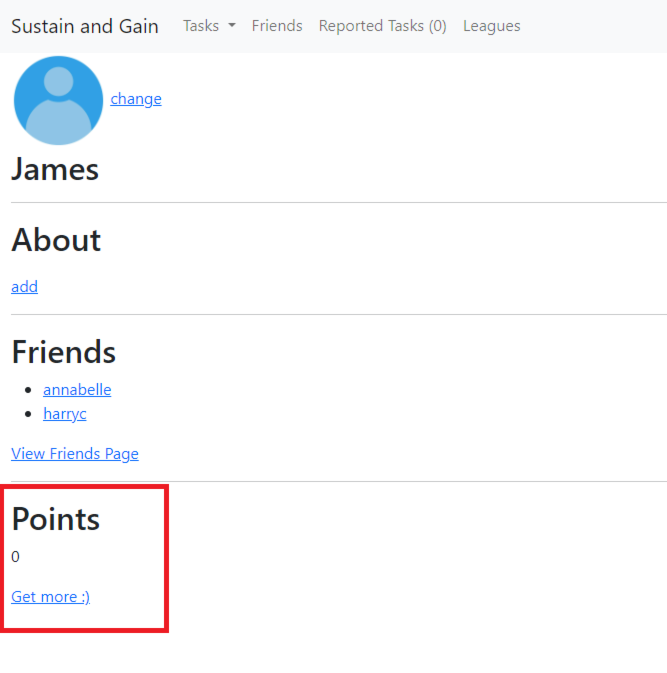 Sustain and Gain Tasks Friends Reported Tasks (0) Leagues
change
James
About
add
Friends
annabelle
harryc
View Friends Page
Points
0
Get more :)